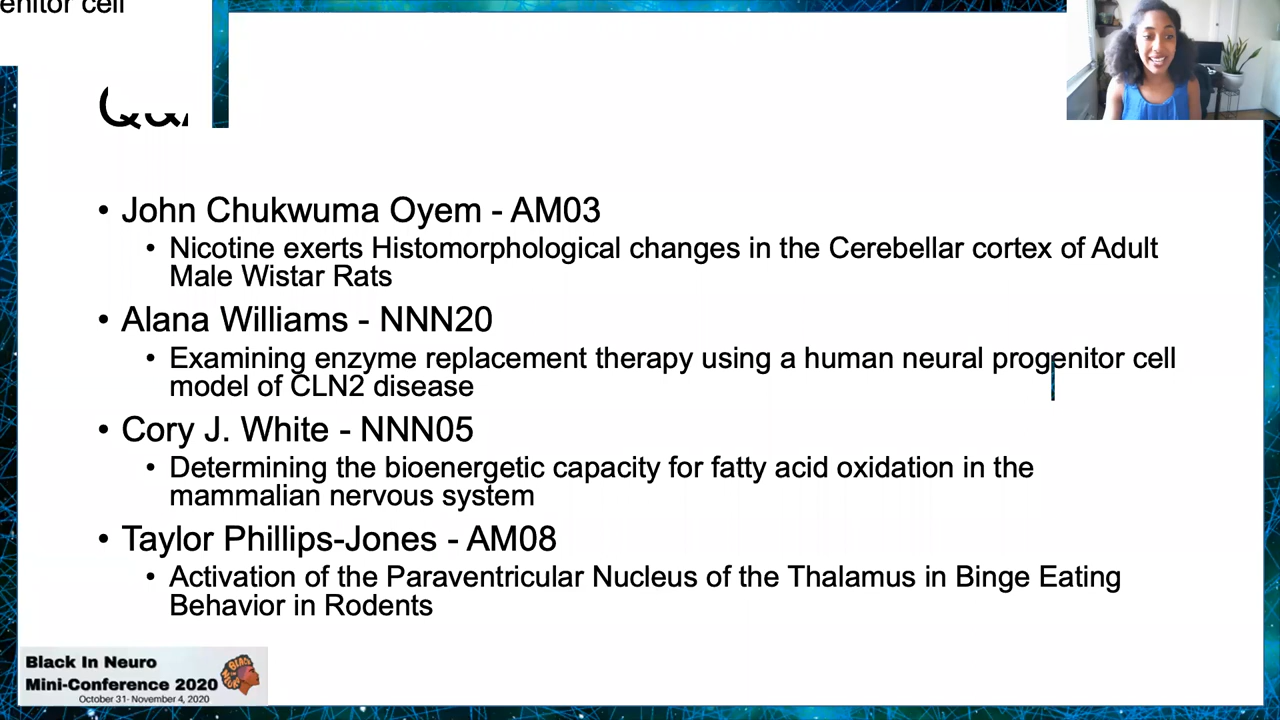 enitor cell
John Chukwuma Oyem - AM03
Nicotine exerts Histomorphological changes in the Cerebellar cortex of Adult
Male Wistar Rats
Alana Williams - NNN20
Examining enzyme replacement therapy using a human neural progenitor cell
model of CLN2 disease
Cory J. White - NNN05
Determining the bioenergetic capacity for fatty acid oxidation in the
mammalian nervous system
Taylor Phillips-Jones - AM08
Activation of the Paraventricular Nucleus of the Thalamus in Binge Eating
Behavior in Rodents
Black In Neuro
Mini-Conference 2020
October 31- November 4, 2020